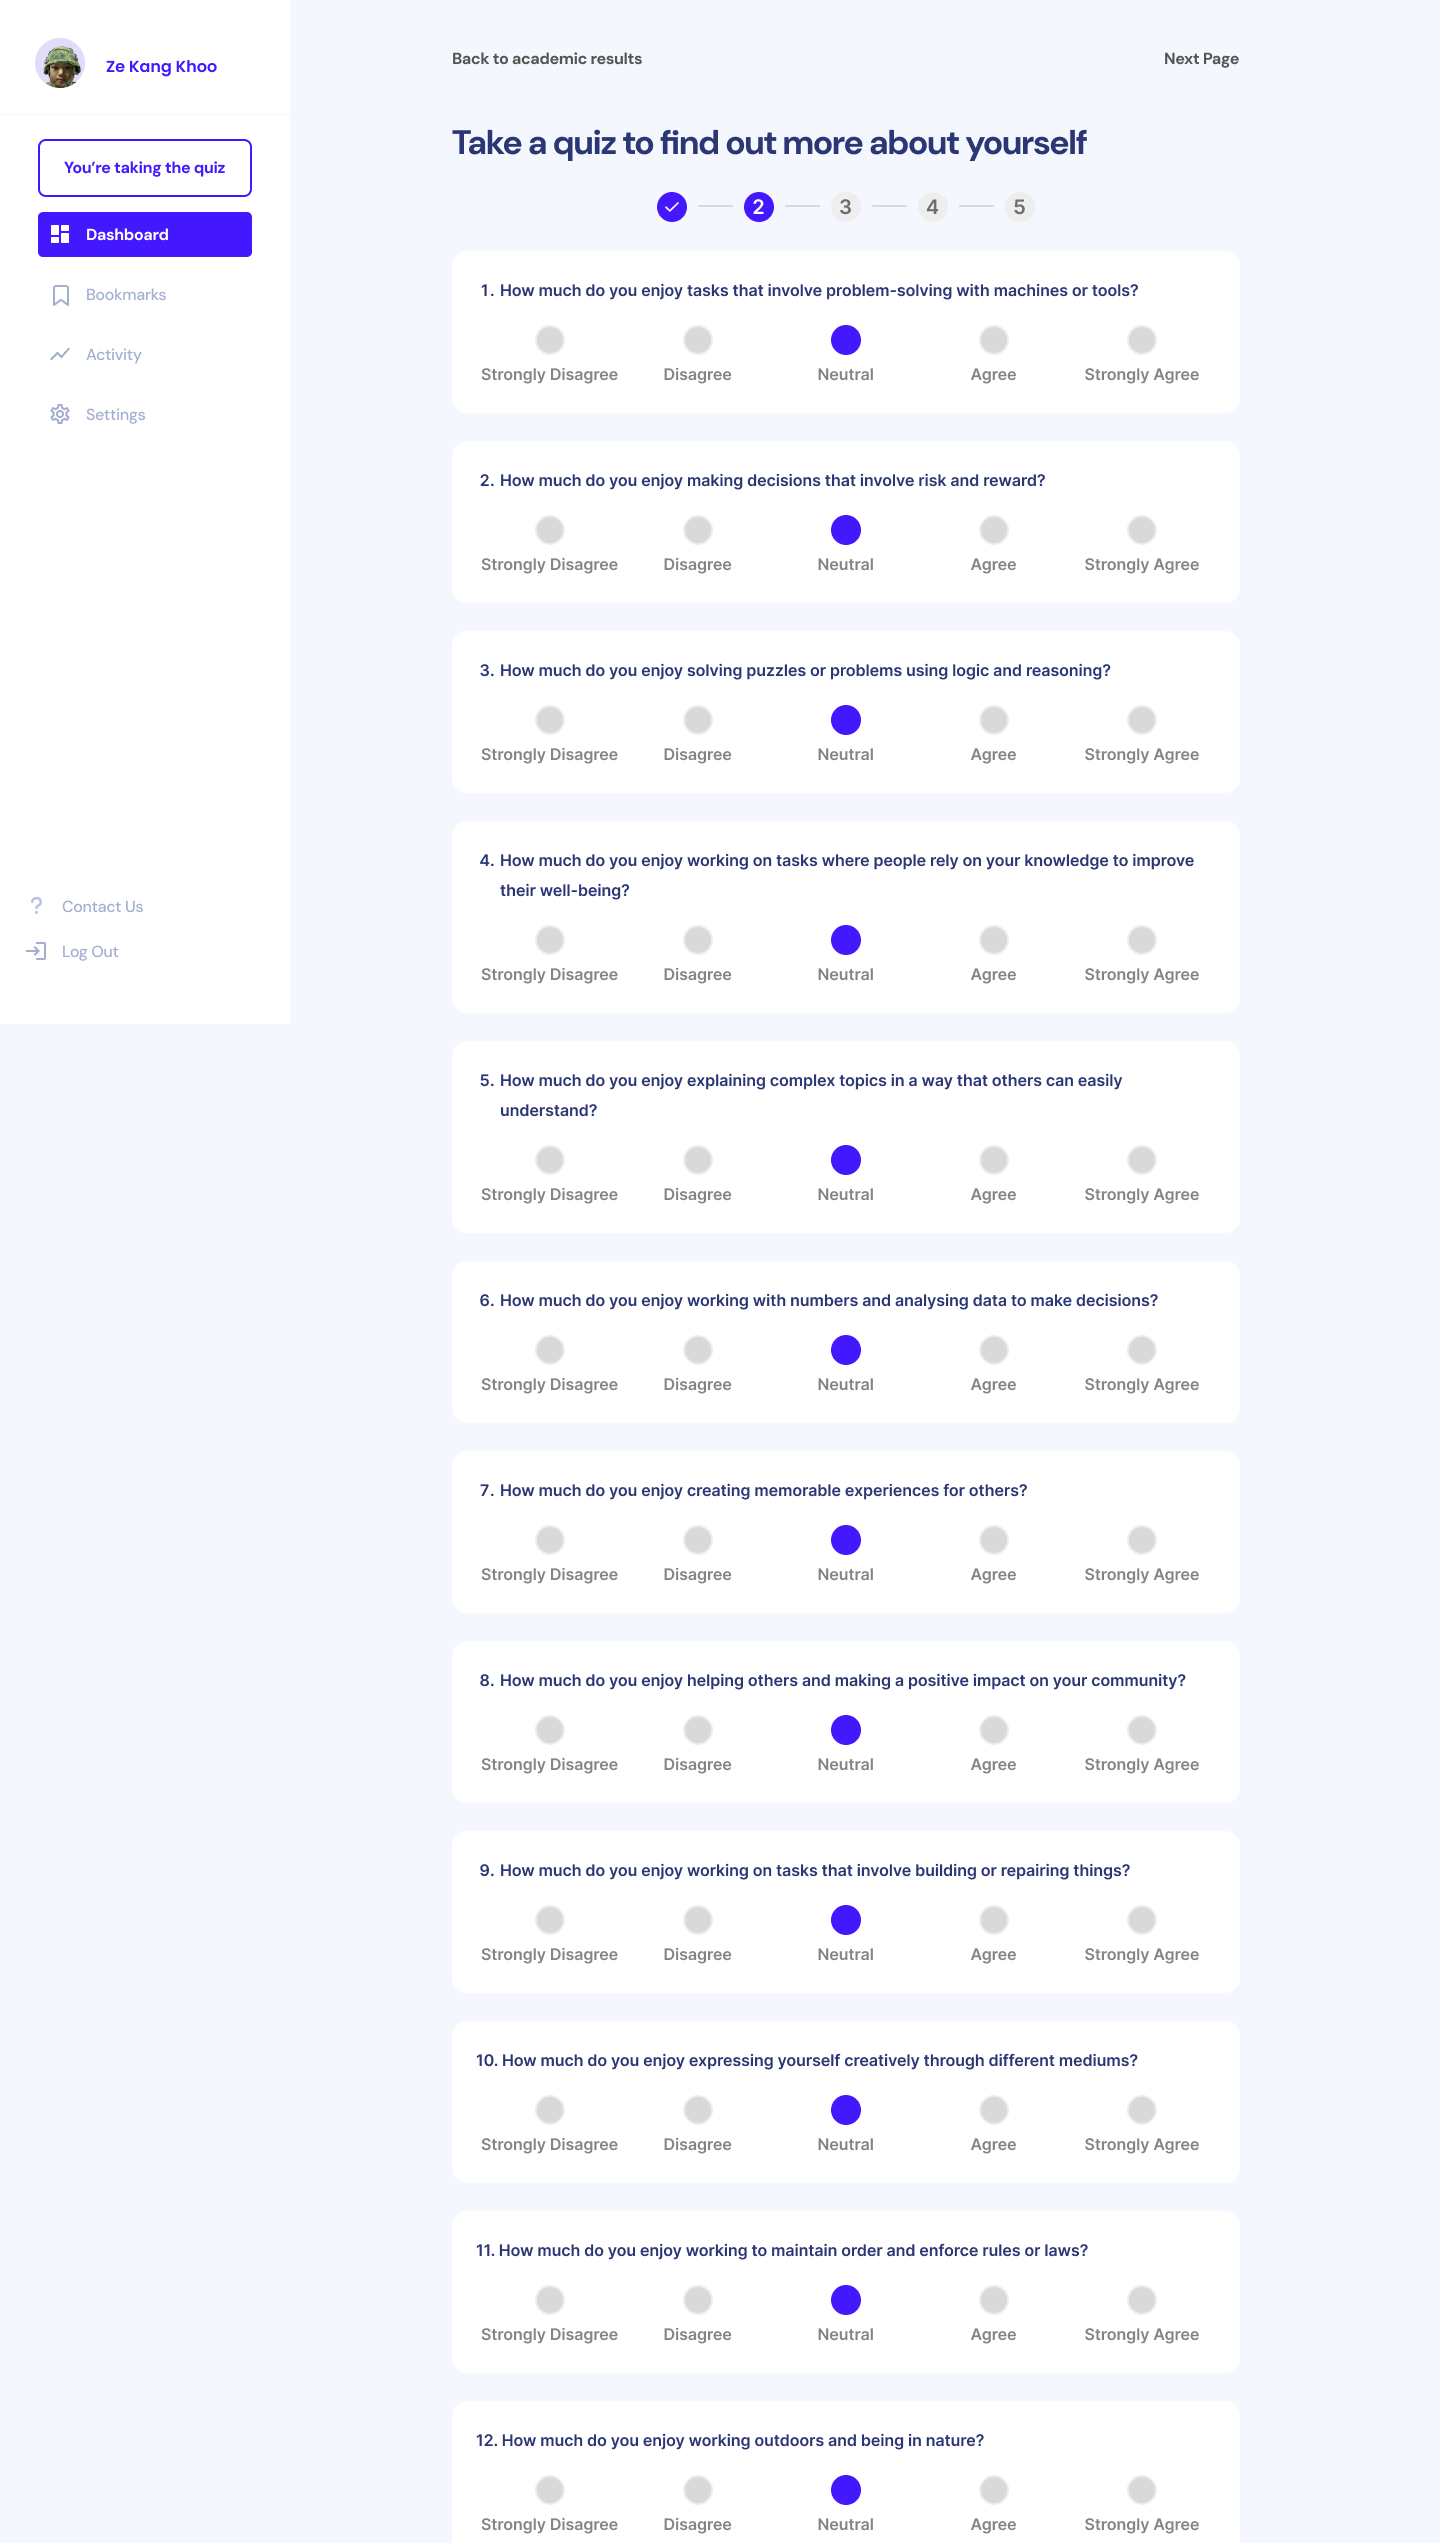 Ze Kang Khoo
You're taking the quiz
Dashboard
Bookmarks
Activity
Settings
Contact Us
Log Out
Back to academic results
Next Page
Take a quiz to find out more about yourself
2 3 4 5
1. How much do you enjoy tasks that involve problem-solving with machines or tools?
Strongly Disagree Disagree Neutral Agree Strongly Agree
2. How much do you enjoy making decisions that involve risk and reward?
Strongly Disagree Disagree Neutral Agree Strongly Agree
3. How much do you enjoy solving puzzles or problems using logic and reasoning?
Strongly Disagree Disagree Neutral Agree Strongly Agree
4. How much do you enjoy working on tasks where people rely on your knowledge to improve
their well-being?
Strongly Disagree Disagree Neutral Agree Strongly Agree
5. How much do you enjoy explaining complex topics in a way that others can easily
understand?
Strongly Disagree Disagree Neutral Agree Strongly Agree
6. How much do you enjoy working with numbers and analysing data to make decisions?
Strongly Disagree Disagree Neutral Agree Strongly Agree
7. How much do you enjoy creating memorable experiences for others?
Strongly Disagree Disagree Neutral Agree Strongly Agree
8. How much do you enjoy helping others and making a positive impact on your community?
Strongly Disagree Disagree Neutral Agree Strongly Agree
9. How much do you enjoy working on tasks that involve building or repairing things?
Strongly Disagree Disagree Neutral Agree Strongly Agree
10. How much do you enjoy expressing yourself creatively through different mediums?
Strongly Disagree Disagree Neutral Agree Strongly Agree
11. How much do you enjoy working to maintain order and enforce rules or laws?
Strongly Disagree Disagree Neutral Agree Strongly Agree
12. How much do you enjoy working outdoors and being in nature?
Strongly Disagree Disagree Neutral Agree Strongly Agree